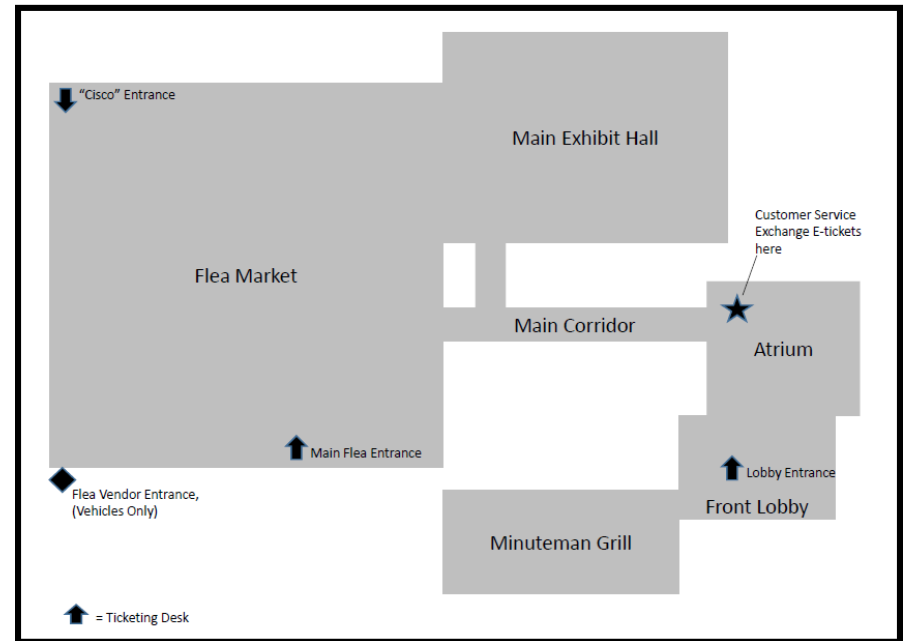 “Cisco” Entrance
Main Exhibit Hall
Customer Service
Exchange E-tickets
here
Flea Market
Main Corridor
Atrium
Main Flea Entrance
Lobby Entrance
Flea Vendor Entrance,
(Vehicles Only)
Front Lobby
Minuteman Grill
= Ticketing Desk